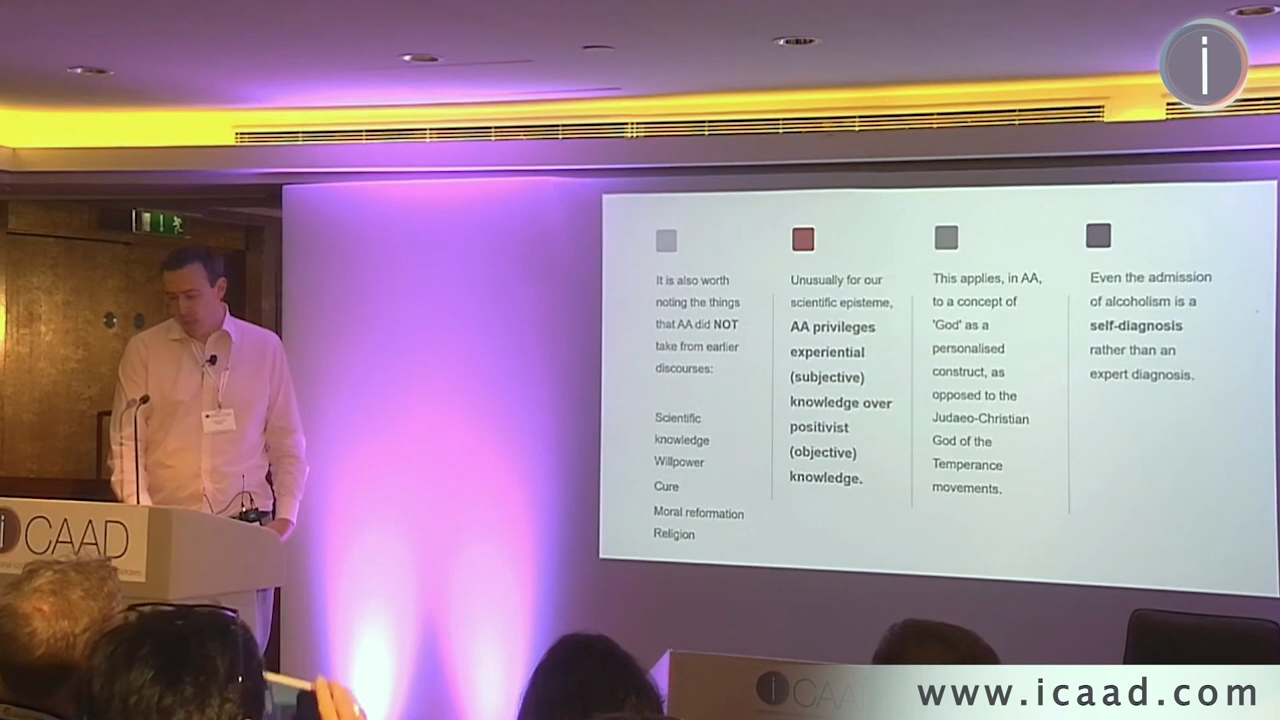 i
It is also worth
noting the things
that AA did NOT
take from earlier
discourses:
Scientific
knowledge
Willpower
Cure
Moral reformation
Religion
Unusually for our
scientific episteme,
AA privileges
experiential
(subjective)
knowledge over
positivist
(objective)
knowledge.
This applies, in AA,
to a concept of
'God' as a
personalised
construct, as
opposed to the
Judaeo-Christian
God of the
Temperance
movements.
Even the admission
of alcoholism is a
self-diagnosis
rather than an
expert diagnosis.
iCAAD
iCAAD
www.icaad.com